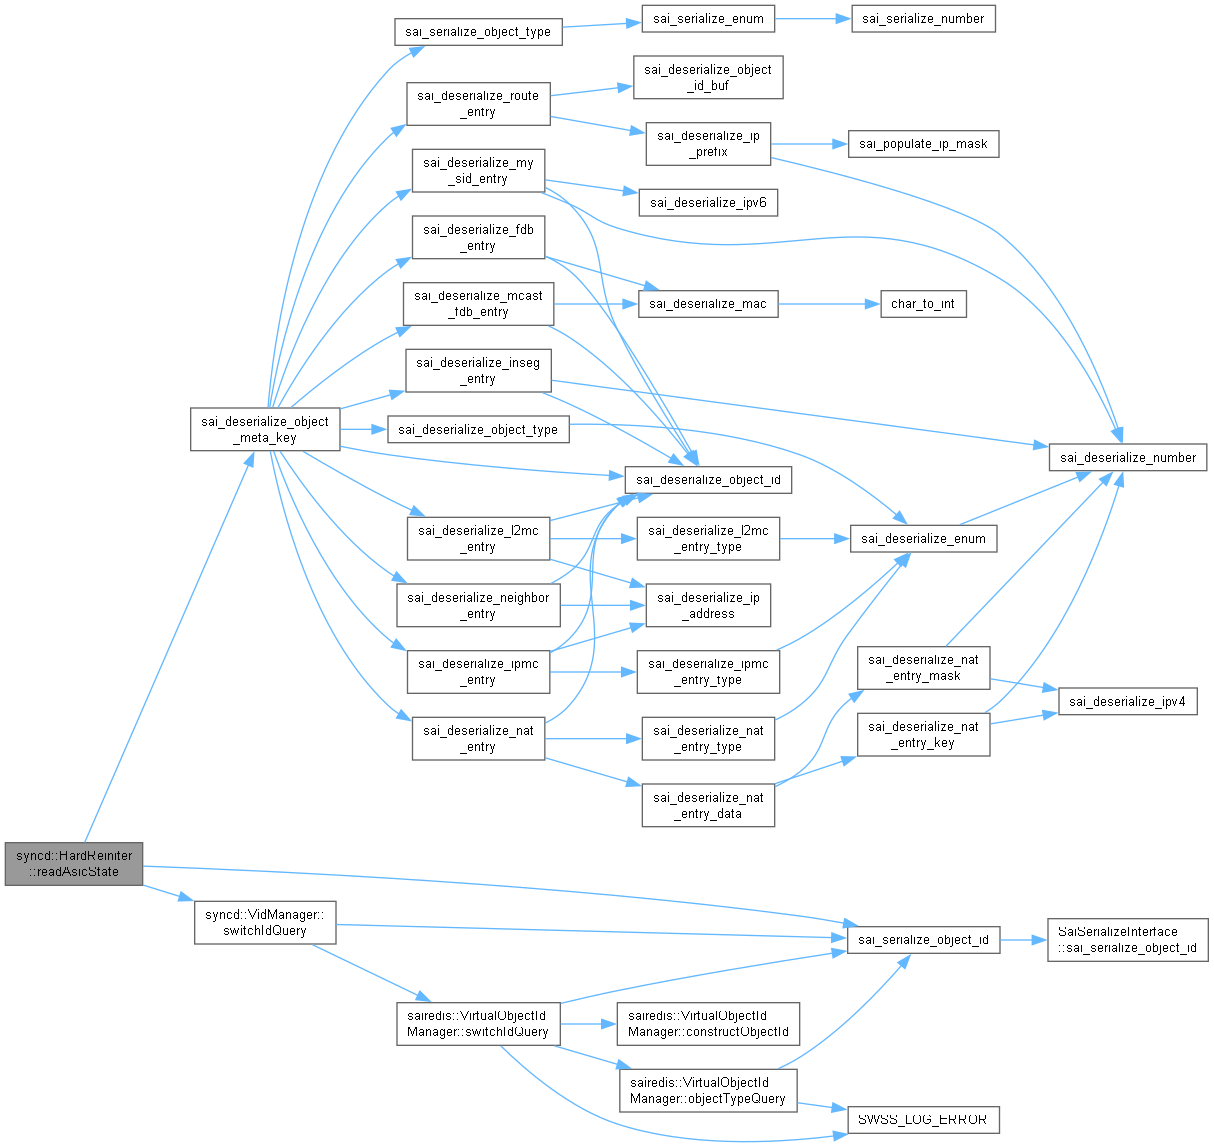 sai_serialize_object_type
sai_serialize_enum
sai_serialize_number
sai_deserialize_route
_entry
sai_deserialize_object
_id_buf
sai_deserialize_ip
_prefix
sai_populate_ip_mask
sai_deserialize_my
_sid_entry
sai_deserialize_ipv6
sai_deserialize_fdb
_entry
sai_deserialize_mcast
_fdb_entry
sai_deserialize_mac
char_to_int
sai_deserialize_inseg
_entry
sai_deserialize_object
_meta_key
sai_deserialize_object_type
sai_deserialize_number
sai_deserialize_object_id
sai_deserialize_l2mc
_entry
sai_deserialize_l2mc
_entry_type
sai_deserialize_enum
sai_deserialize_neighbor
_entry
sai_deserialize_ip
_address
sai_deserialize_ipmc
_entry
sai_deserialize_ipmc
_entry_type
sai_deserialize_nat
_entry_mask
sai_deserialize_ipv4
sai_deserialize_nat
_entry
sai_deserialize_nat
_entry_type
sai_deserialize_nat
_entry_key
sai_deserialize_nat
_entry_data
syncd::HardReiniter
::readAsicState
syncd::VidManager::
switchIdQuery
sai_serialize_object_id
SaiSerializeInterface
::sai_serialize_object_id
sairedis::VirtualObjectId
Manager::switchIdQuery
sairedis::VirtualObjectId
Manager::constructObjectId
sairedis::VirtualObjectId
Manager::objectTypeQuery
SWSS_LOG_ERROR